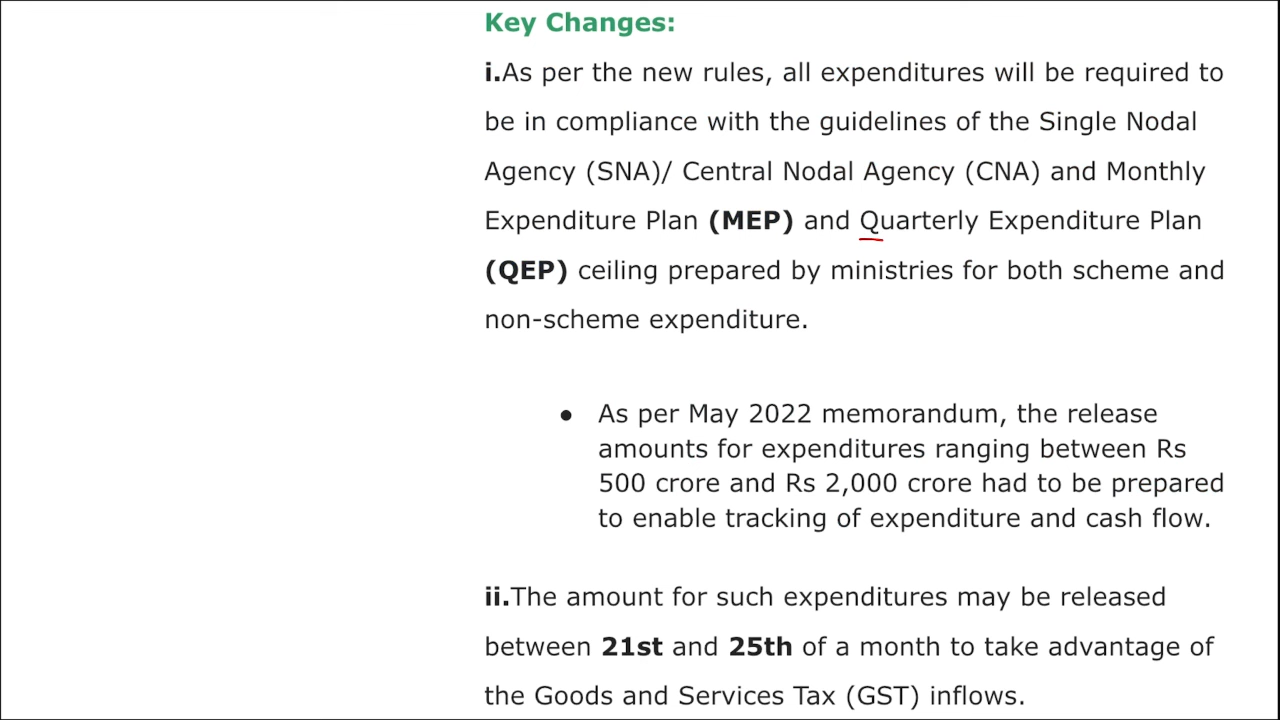 Key Changes:
i.As per the new rules, all expenditures will be required to
be in compliance with the guidelines of the Single Nodal
Agency (SNA)/ Central Nodal Agency (CNA) and Monthly
Expenditure Plan (MEP) and Quarterly Expenditure Plan
(QEP) ceiling prepared by ministries for both scheme and
non-scheme expenditure.
● As per May 2022 memorandum, the release
amounts for expenditures ranging between Rs
500 crore and Rs 2,000 crore had to be prepared
to enable tracking of expenditure and cash flow.
ii.The amount for such expenditures may be released
between 21st and 25th of a month to take advantage of
the Goods and Services Tax (GST) inflows.